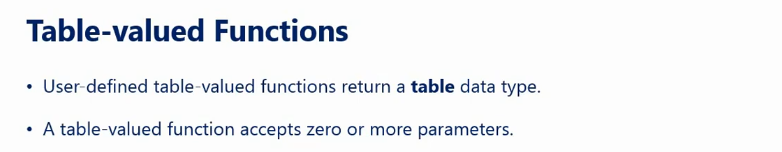 Table-valued Functions
• User-defined table-valued functions return a table data type.
• A table-valued function accepts zero or more parameters.